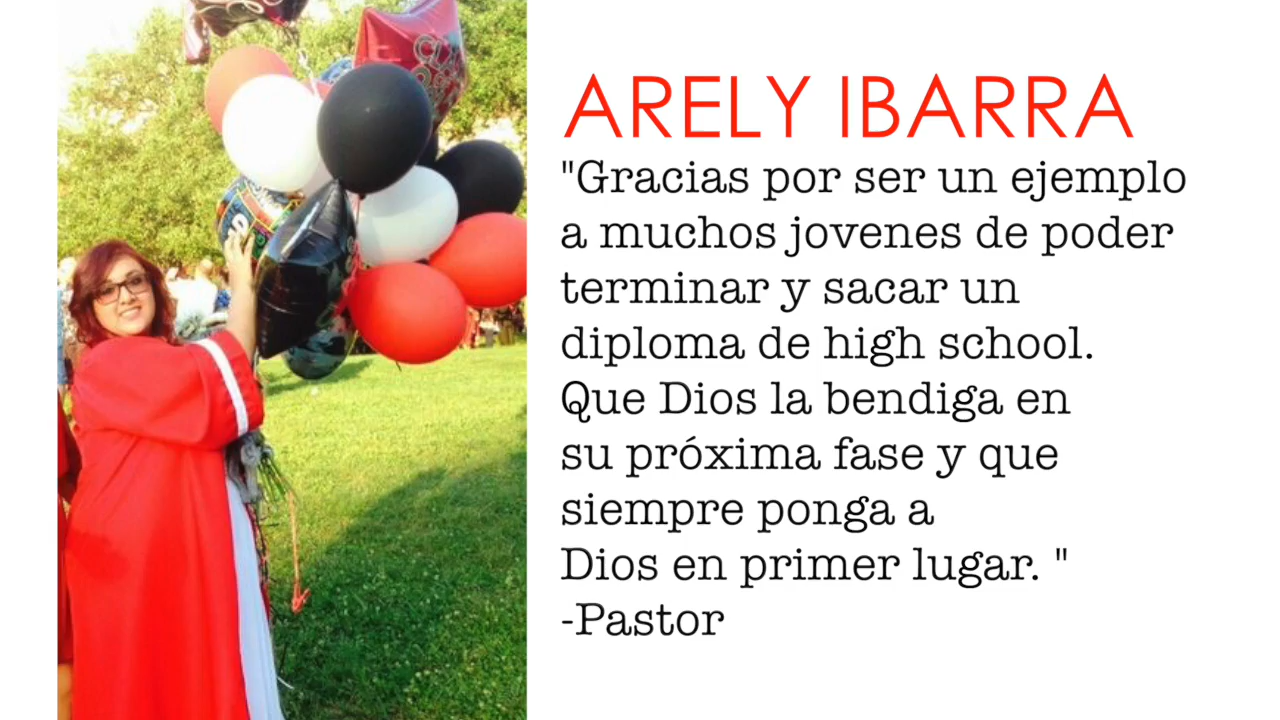 ARELY IBARRA
"Gracias por ser un ejemplo
a muchos jovenes de poder
terminar y sacar un
diploma de high school.
Que Dios la bendiga en
su próxima fase y que
siempre ponga a
Dios en primer lugar. "
-Pastor